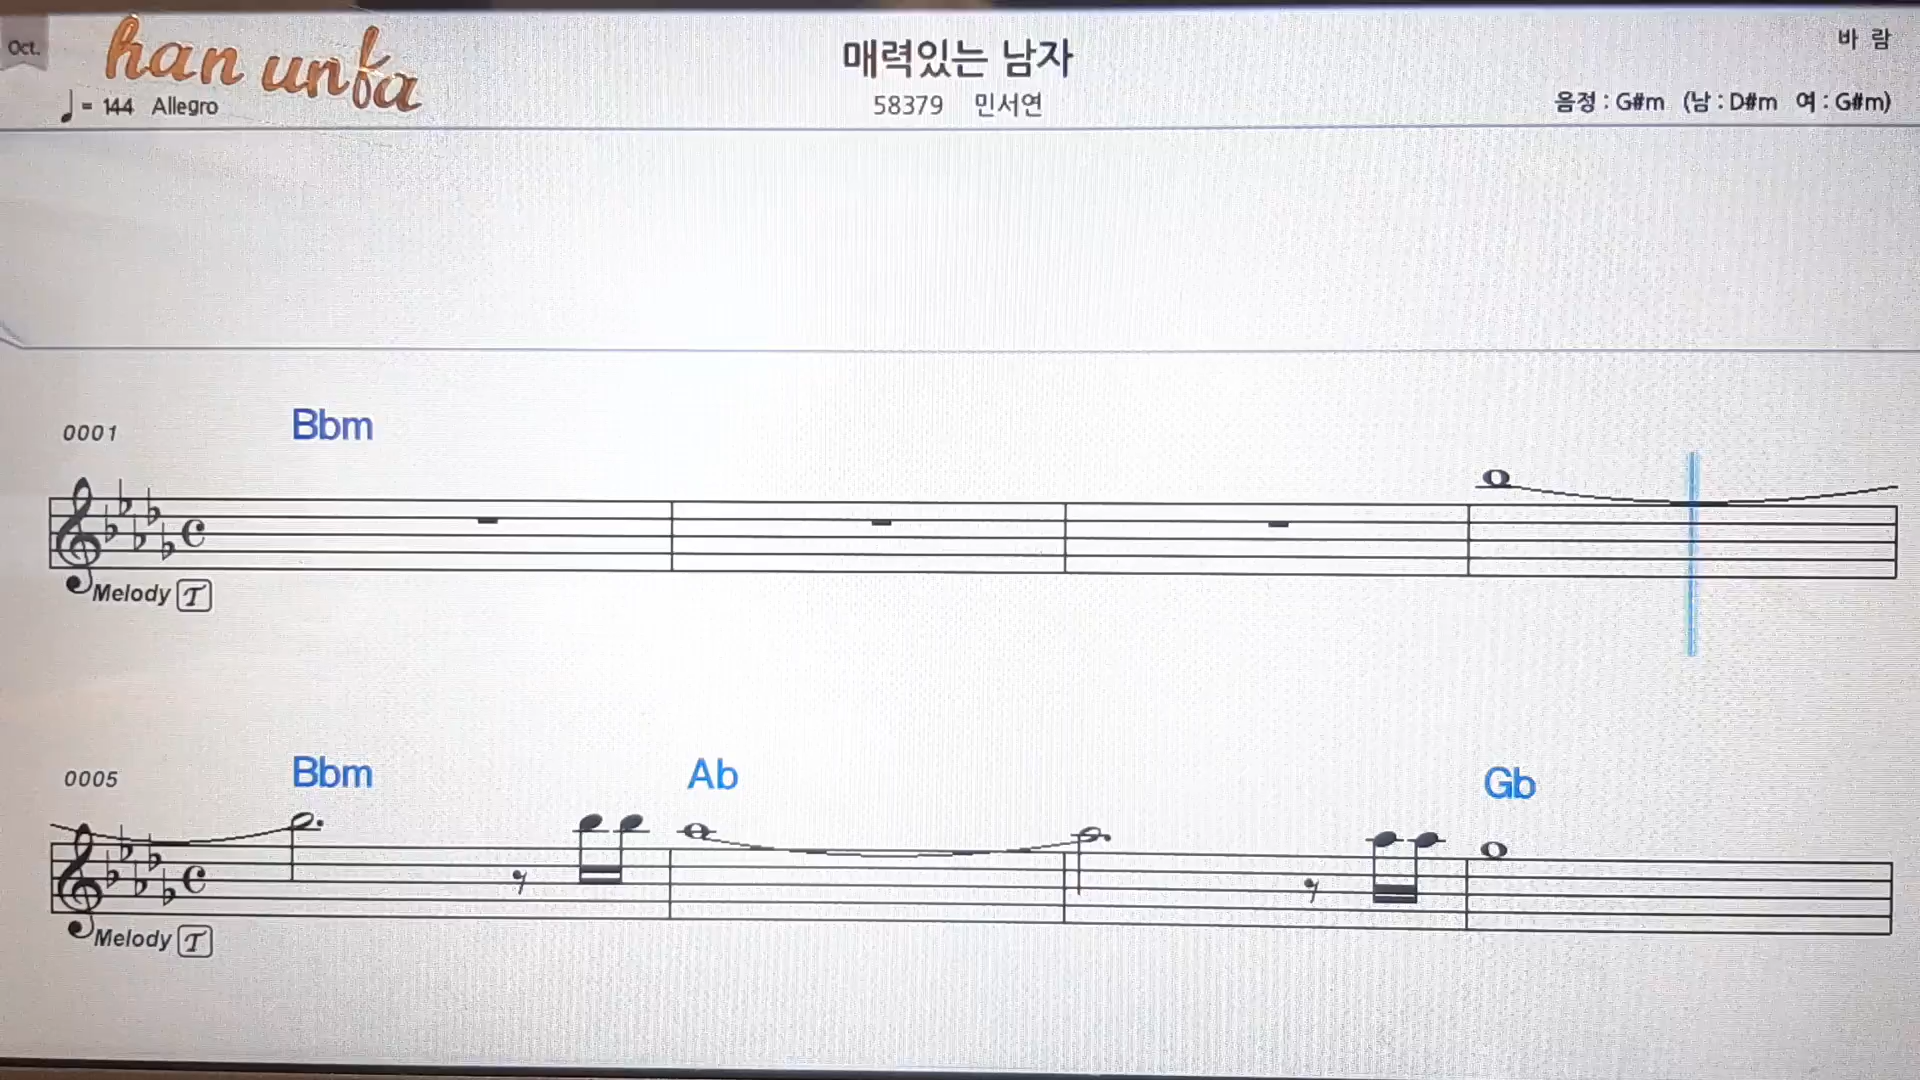 Oct.
han unfa
매력있는 남자
바 람
♩= 144 Allegro
58379 민서연
음정 : G#m (남 : D#m 여 : G#m)
0001 Bbm
Melody T
0005 Bbm Ab Gb
Melody T